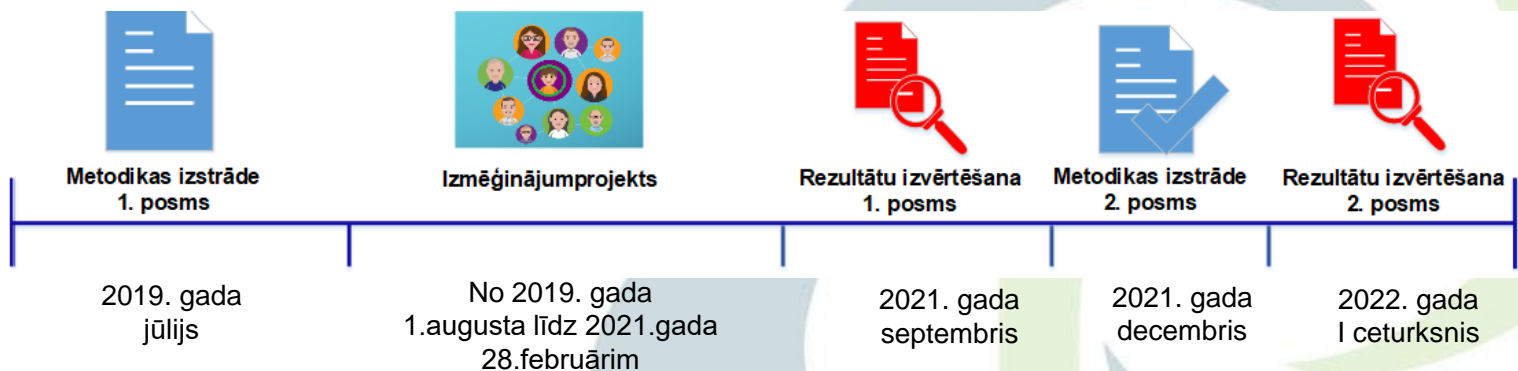 Metodikas izstrāde
1. posms
Izmēģinājumprojekts
Rezultātu izvērtēšana
1. posms
Metodikas izstrāde
2. posms
Rezultātu izvērtēšana
2. posms
2019. gada
jūlijs
No 2019. gada
1.augusta līdz 2021.gada
28.februārim
2021. gada
septembris
2021. gada
decembris
2022. gada
I ceturksnis